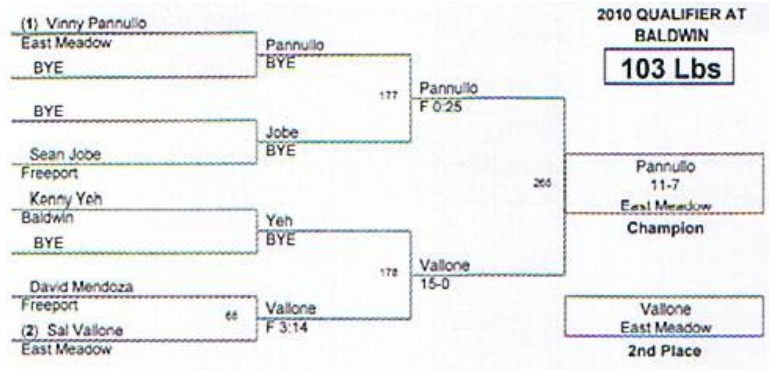 2010 QUALIFIER AT
BALDWIN
103 Lbs
(1) Vinny Pannullo
East Meadow
BYE
BYE
Sean Jobe
Freeport
Kenny Yeh
Baldwin
BYE
David Mendoza
Freeport
68
(2) Sal Vallone
East Meadow
Pannullo
BYE
177
Jobe
BYE
Yeh
BYE
178
Vallone
F 3:14
Pannullo
F 0:25
265
Vallone
15-0
Pannullo
11-7
East Meadow
Champion
Vallone
East Meadow
2nd Place